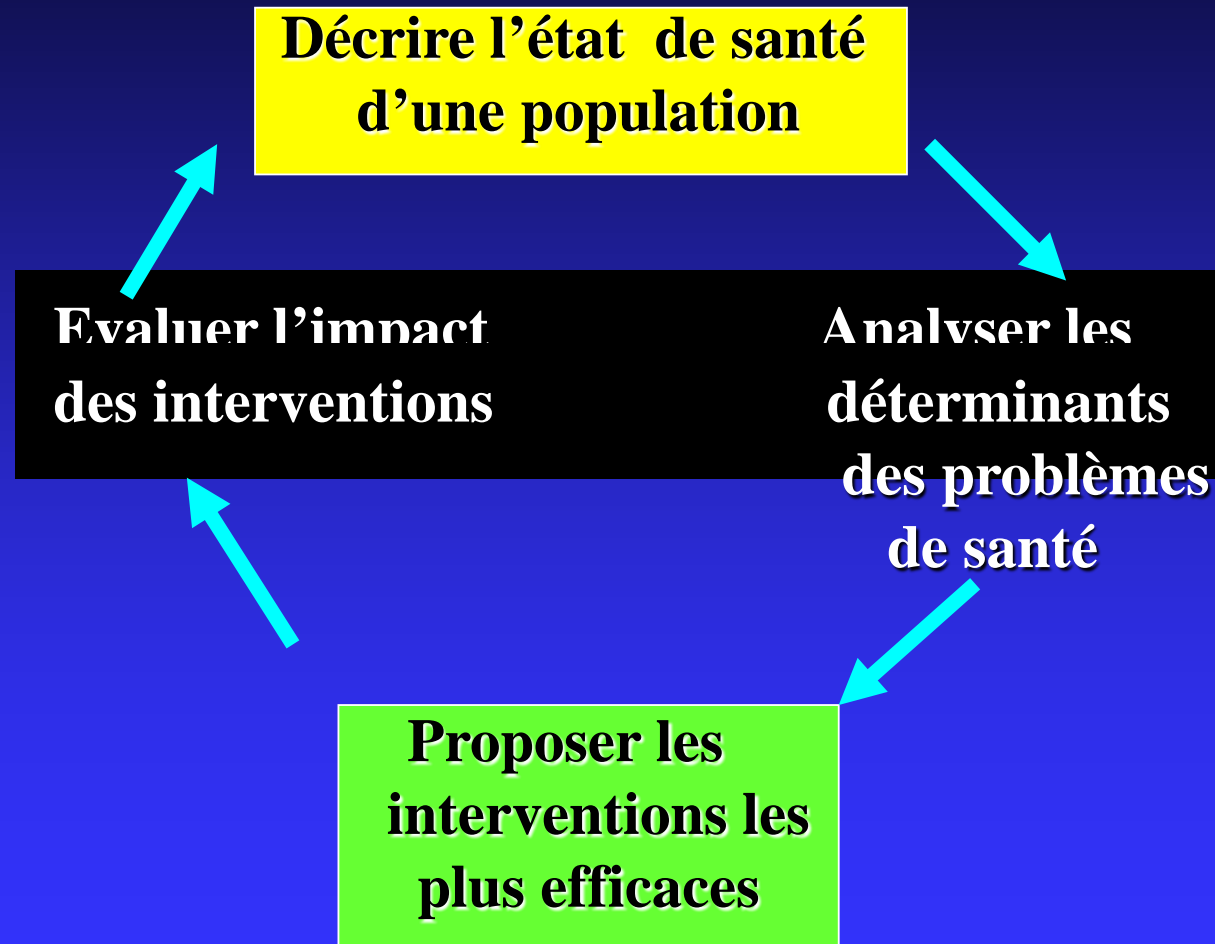 Décrire l’état de santé
d’une population
Evaluer l’impact
des interventions
Analyser les
déterminants
des problèmes
de santé
Proposer les
interventions les
plus efficaces